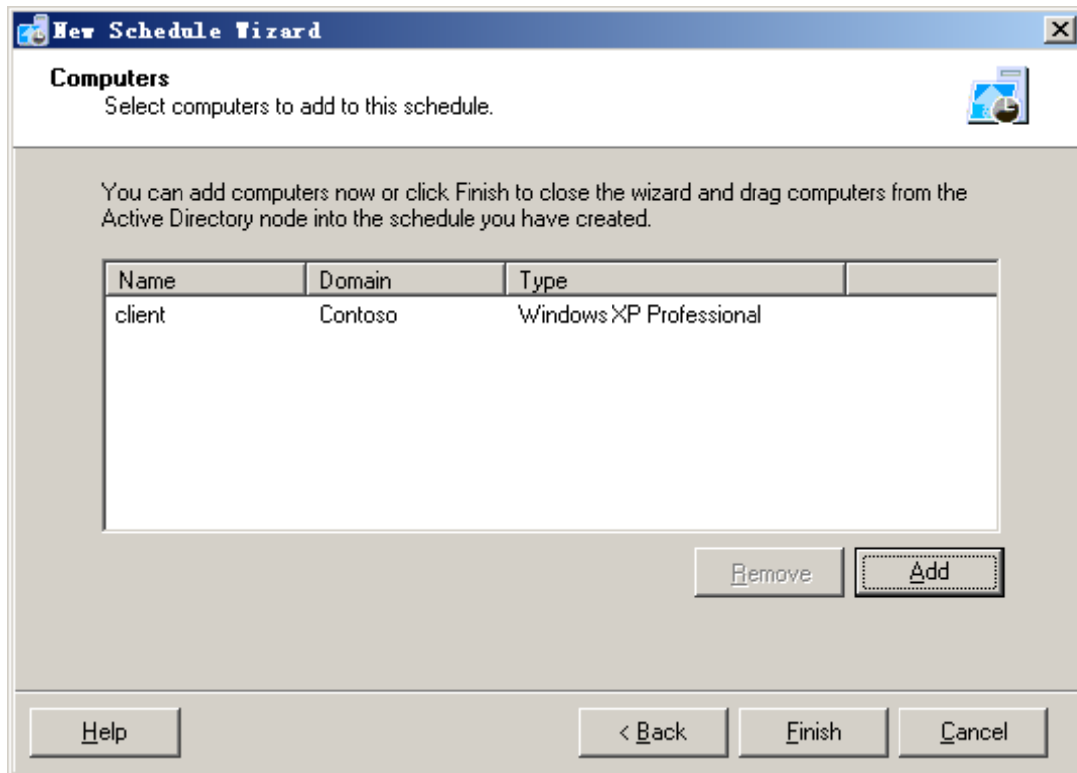 New Schedule Wizard
Computers
Select computers to add to this schedule.
You can add computers now or click Finish to close the wizard and drag computers from the
Active Directory node into the schedule you have created.
Name Domain Type
client Contoso Windows XP Professional
Remove Add
Help < Back Finish Cancel